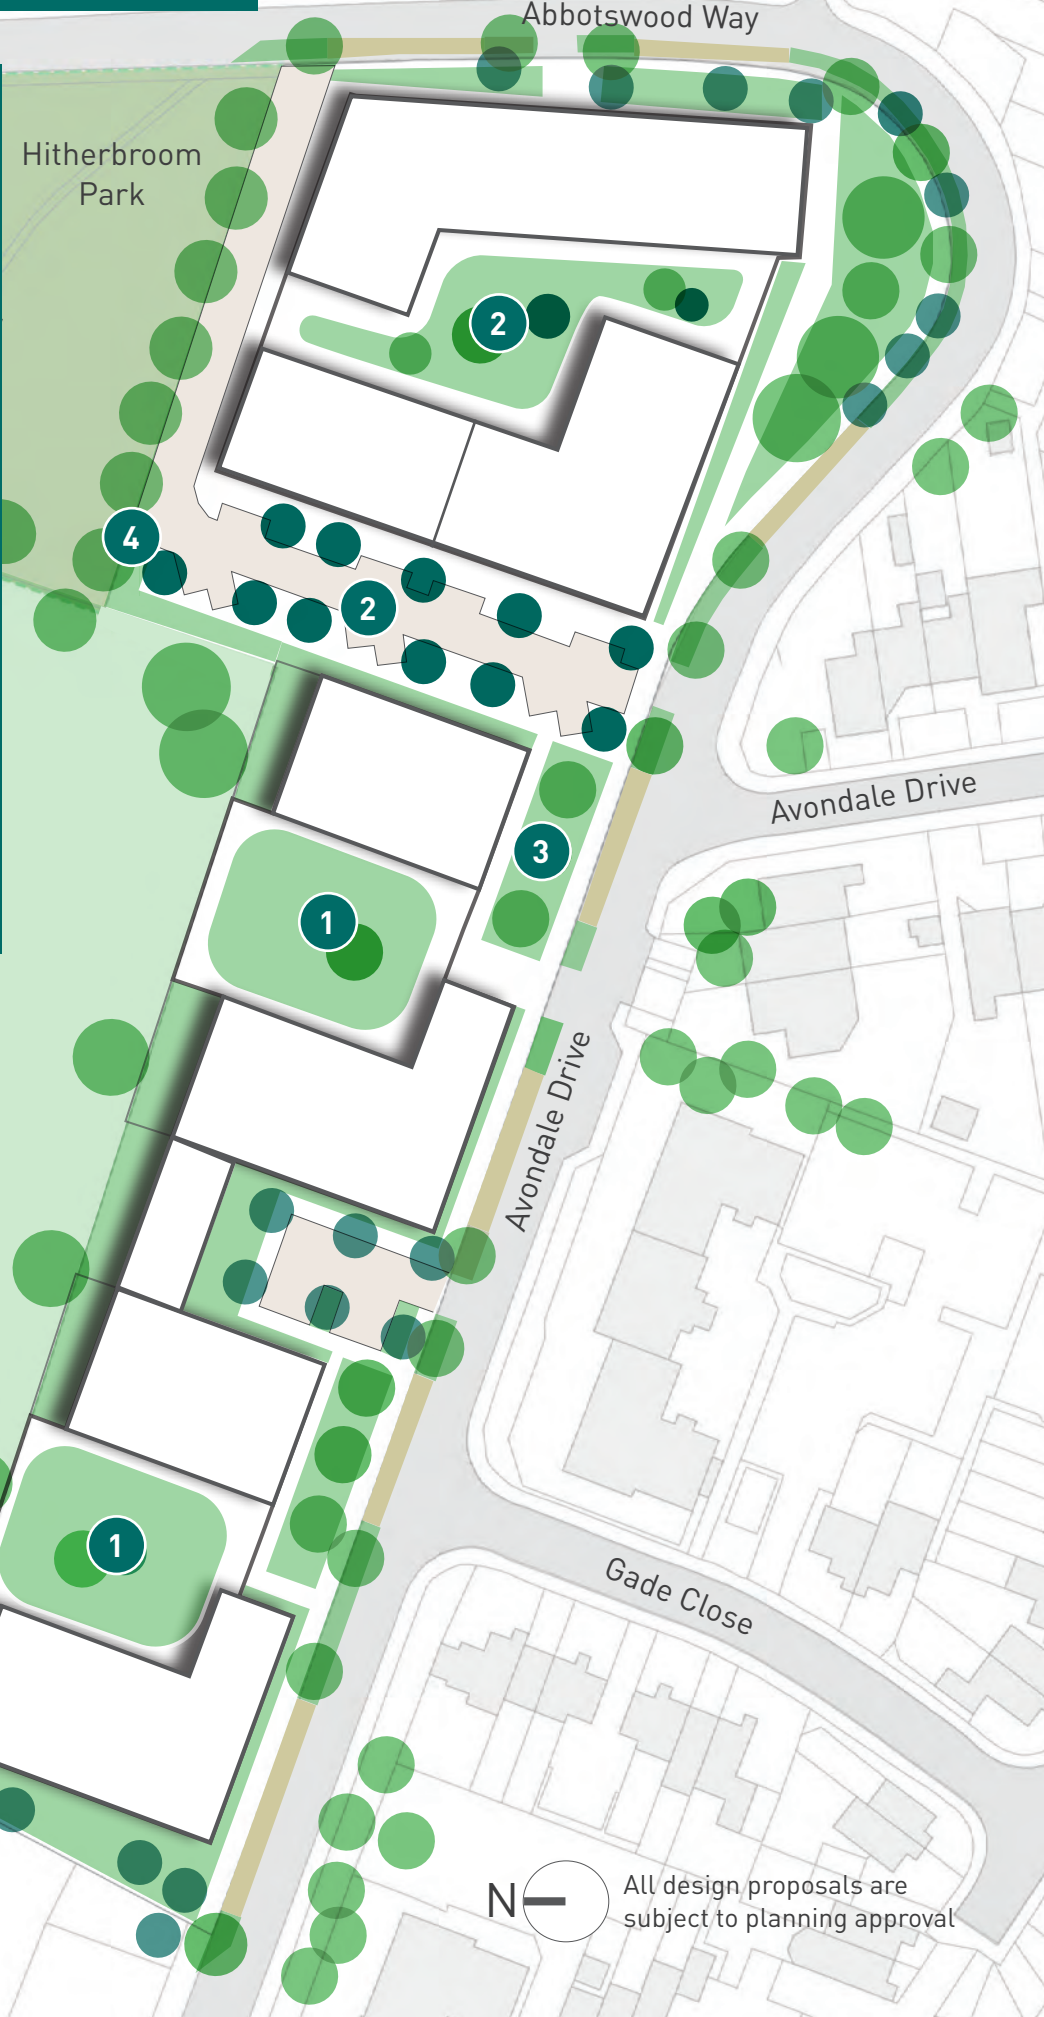 Abbotswood Way
Hitherbroom
Park
2
4
2
Avondale Drive
3
1
Avondale Drive
1
Gade Close
N
All design proposals are
subject to planning approval